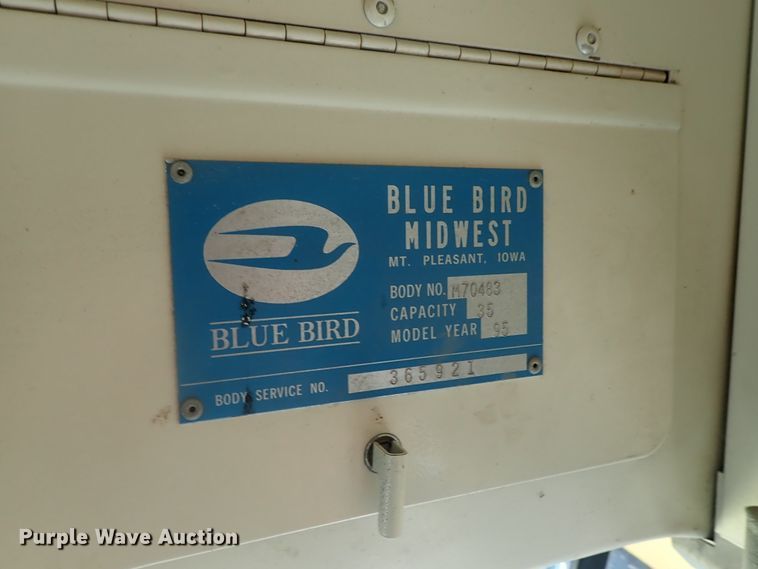 BLUE BIRD
BLUE BIRD
MIDWEST
MT. PLEASANT, IOWA
BODY NO. M70483
CAPACITY 35
MODEL YEAR 95
BODY SERVICE NO. 365921
Purple Wave Auction®